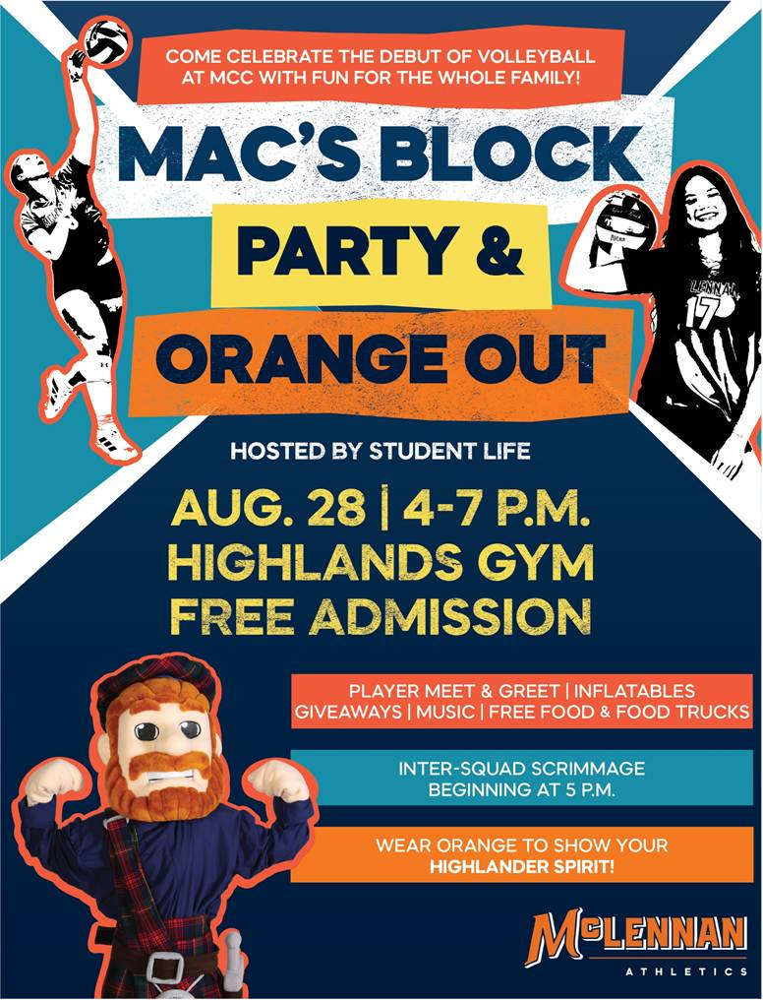 COME CELEBRATE THE DEBUT OF VOLLEYBALL
AT MCC WITH FUN FOR THE WHOLE FAMILY!
MAC'S BLOCK
PARTY &
ORANGE OUT
HOSTED BY STUDENT LIFE
AUG. 28 | 4-7 P.M.
HIGHLANDS GYM
FREE ADMISSION
PLAYER MEET & GREET | INFLATABLES
GIVEAWAYS | MUSIC | FREE FOOD & FOOD TRUCKS
INTER-SQUAD SCRIMMAGE
BEGINNING AT 5 P.M.
WEAR ORANGE TO SHOW YOUR
HIGHLANDER SPIRIT!
McLENNAN
ATHLETICS
LENNAN
17